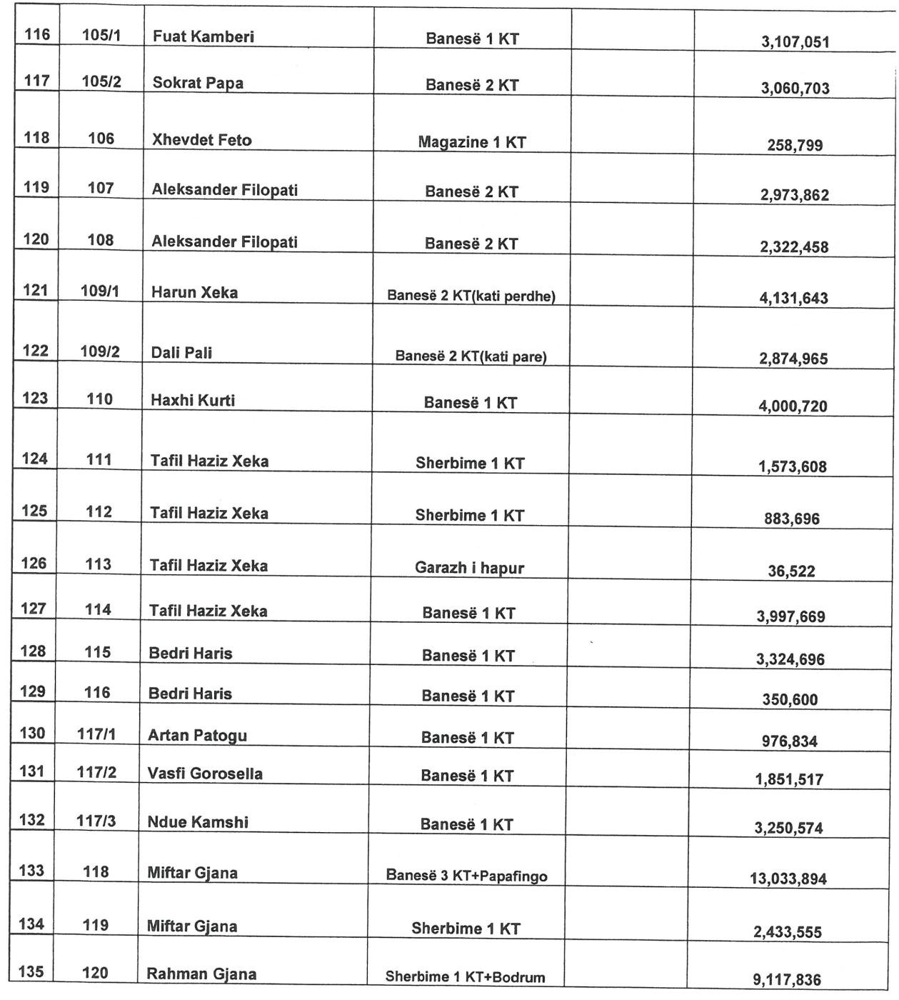 116 105/1 Fuat Kamberi Banesë 1 KT 3,107,051
117 105/2 Sokrat Papa Banesë 2 KT 3,060,703
118 106 Xhevdet Feto Magazine 1 KT 258,799
119 107 Aleksander Filopati Banesë 2 KT 2,973,862
120 108 Aleksander Filopati Banesë 2 KT 2,322,458
121 109/1 Harun Xeka Banesë 2 KT(kati perdhe) 4,131,643
122 109/2 Dali Pali Banesë 2 KT(kati pare) 2,874,965
123 110 Haxhi Kurti Banesë 1 KT 4,000,720
124 111 Tafil Haziz Xeka Sherbime 1 KT 1,573,608
125 112 Tafil Haziz Xeka Sherbime 1 KT 883,696
126 113 Tafil Haziz Xeka Garazh i hapur 36,522
127 114 Tafil Haziz Xeka Banesë 1 KT 3,997,669
128 115 Bedri Haris Banesë 1 KT 3,324,696
129 116 Bedri Haris Banesë 1 KT 350,600
130 117/1 Artan Patogu Banesë 1 KT 976,834
131 117/2 Vasfi Gorosella Banesë 1 KT 1,851,517
132 117/3 Ndue Kamshi Banesë 1 KT 3,250,574
133 118 Miftar Gjana Banesë 3 KT+Papafingo 13,033,894
134 119 Miftar Gjana Sherbime 1 KT 2,433,555
135 120 Rahman Gjana Sherbime 1 KT+Bodrum 9,117,836